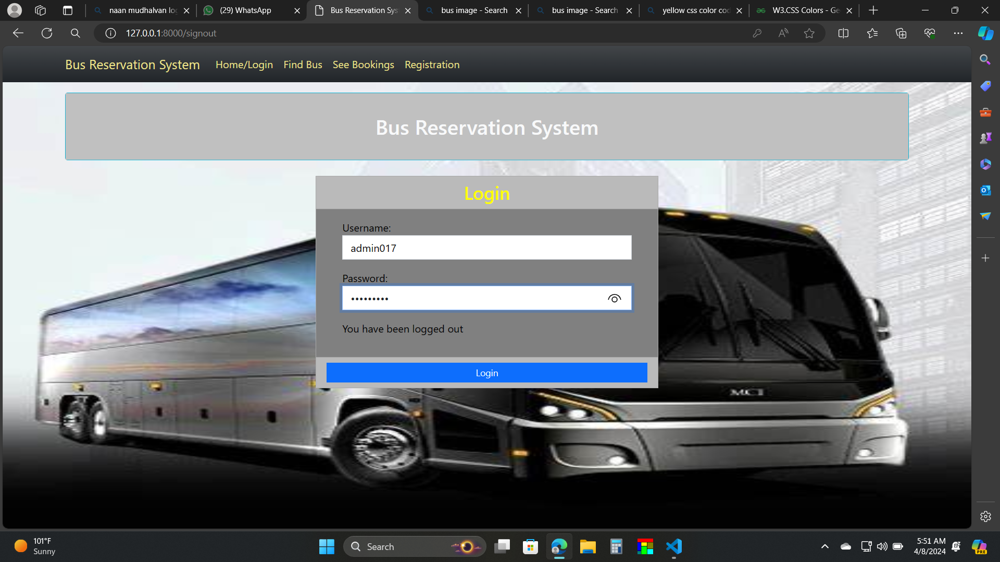 naan mudhalvan log
(29) WhatsApp
Bus Reservation Sys
bus image - Search
bus image - Search
yellow css color cod
W3.CSS Colors - Ge
127.0.0.1:8000/signout
Bus Reservation System
Home/Login
Find Bus
See Bookings
Registration
Bus Reservation System
Login
Username:
admin017
Password:
•••••••••
You have been logged out
Login
MCI
101°F
Sunny
Search
5:51 AM
4/8/2024
PRE